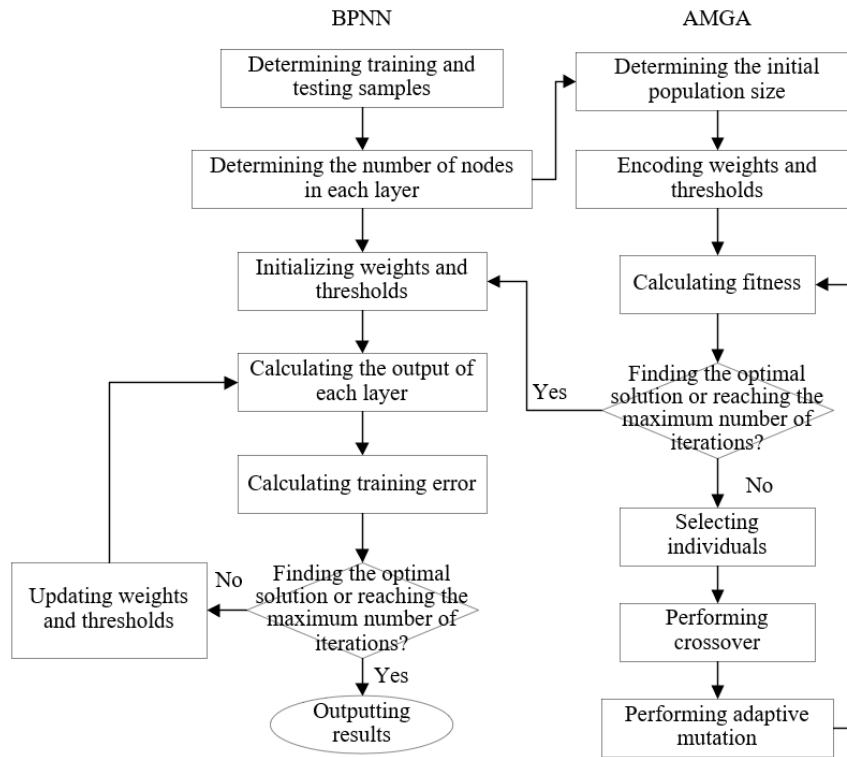 BPNN
AMGA
Determining training and
testing samples
Determining the initial
population size
Determining the number of nodes
in each layer
Encoding weights and
thresholds
Initializing weights and
thresholds
Calculating fitness
Calculating the output of
each layer
Yes
Finding the optimal
solution or reaching the
maximum number of
iterations?
Calculating training error
No
Selecting
individuals
Updating weights
and thresholds
No
Finding the optimal
solution or reaching the
maximum number of
iterations?
Performing
crossover
Yes
Outputting
results
Performing adaptive
mutation